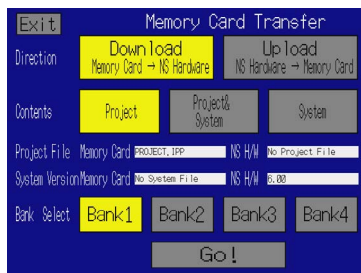 Exit Memory Card Transfer
Direction
Download
Memory Card → NS Hardware
Upload
NS Hardware → Memory Card
Contents
Project
Project&
System
System
Project File Memory Card PROJECT.IPP NS H/W No Project File
System Version Memory Card No System File NS H/W 6.00
Bank Select Bank1 Bank2 Bank3 Bank4
Go!